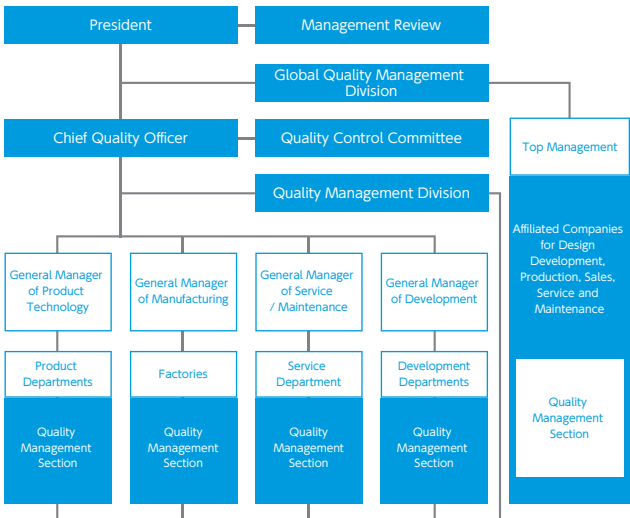 President
Management Review
Global Quality Management
Division
Chief Quality Officer
Quality Control Committee
Top Management
Quality Management Division
Affiliated Companies
for Design
Development,
Production, Sales,
Service and
Maintenance
General Manager
of Product
Technology
General Manager
of Manufacturing
General Manager
of Service
/ Maintenance
General Manager
of Development
Product
Departments
Factories
Service
Department
Development
Departments
Quality
Management
Section
Quality
Management
Section
Quality
Management
Section
Quality
Management
Section
Quality
Management
Section